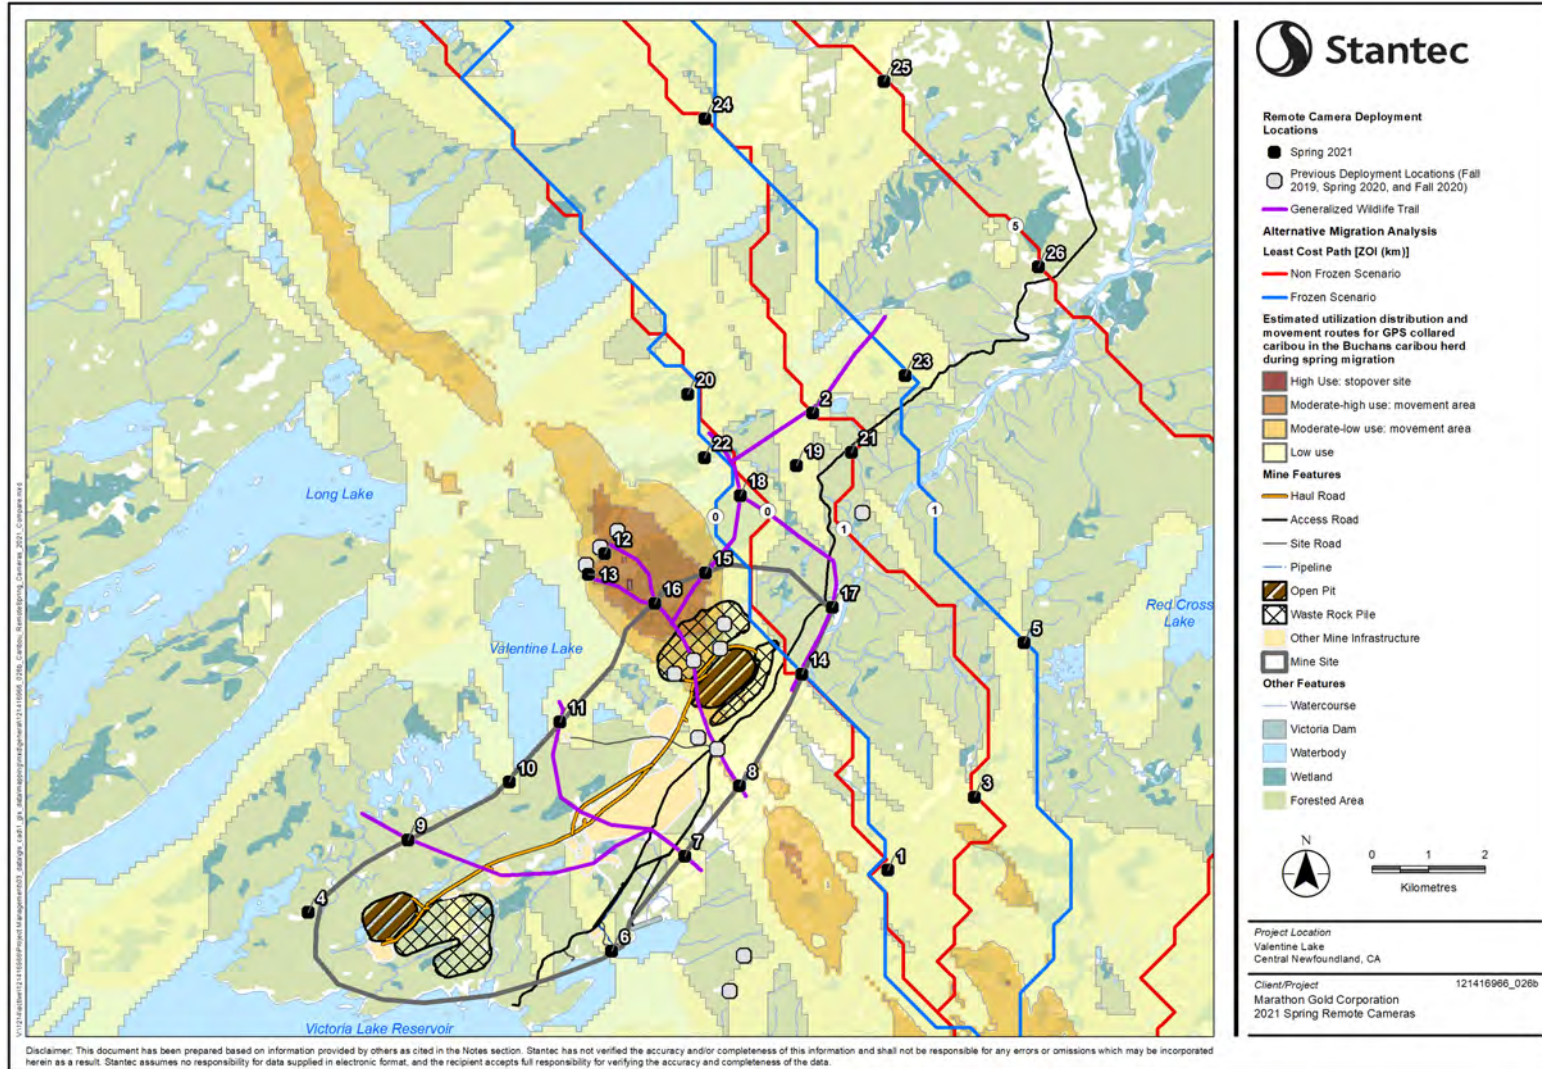 Stantec
Remote Camera Deployment
Locations
Spring 2021
Previous Deployment Locations (Fall
2019, Spring 2020, and Fall 2020)
Generalized Wildlife Trail
Alternative Migration Analysis
Least Cost Path [ZOI (km)]
Non Frozen Scenario
Frozen Scenario
Estimated utilization distribution and
movement routes for GPS collared
caribou in the Buchans caribou herd
during spring migration
High Use: stopover site
Moderate-high use: movement area
Moderate-low use: movement area
Low use
Mine Features
Haul Road
Access Road
Site Road
Pipeline
Open Pit
Waste Rock Pile
Other Mine Infrastructure
Mine Site
Other Features
Watercourse
Victoria Dam
Waterbody
Wetland
Forested Area
N
0 1 2
Kilometres
Project Location
Valentine Lake
Central Newfoundland, CA
Client/Project 121416966_026b
Marathon Gold Corporation
2021 Spring Remote Cameras
25
24
5
26
23
20
2
21
22
19
18
Long Lake
0
0
1
1
12
15
13
16
17
Red Cross
Lake
5
Valentine Lake
14
11
10
8
3
9
7
1
4
6
Victoria Lake Reservoir
Disclaimer: This document has been prepared based on information provided by others as cited in the Notes section. Stantec has not verified the accuracy and/or completeness of this information and shall not be responsible for any errors or omissions which may be incorporated
herein as a result. Stantec assumes no responsibility for data supplied in electronic format, and the recipient accepts full responsibility for verifying the accuracy and completeness of the data.